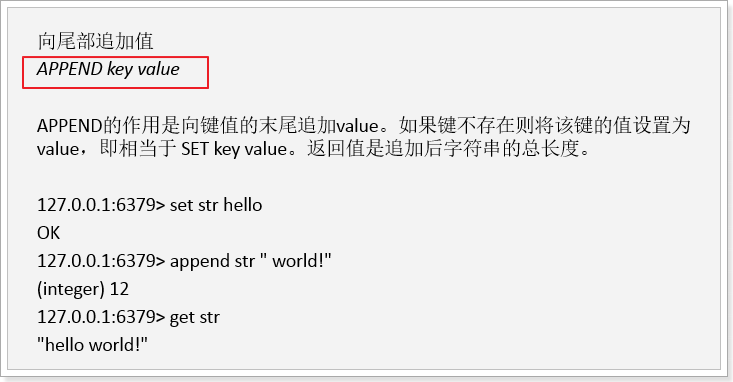 向尾部追加值
APPEND key value
APPEND的作用是向键值的末尾追加value。如果键不存在则将该键的值设置为
value，即相当于 SET key value。返回值是追加后字符串的总长度。
127.0.0.1:6379> set str hello
OK
127.0.0.1:6379> append str " world!"
(integer) 12
127.0.0.1:6379> get str
"hello world!"